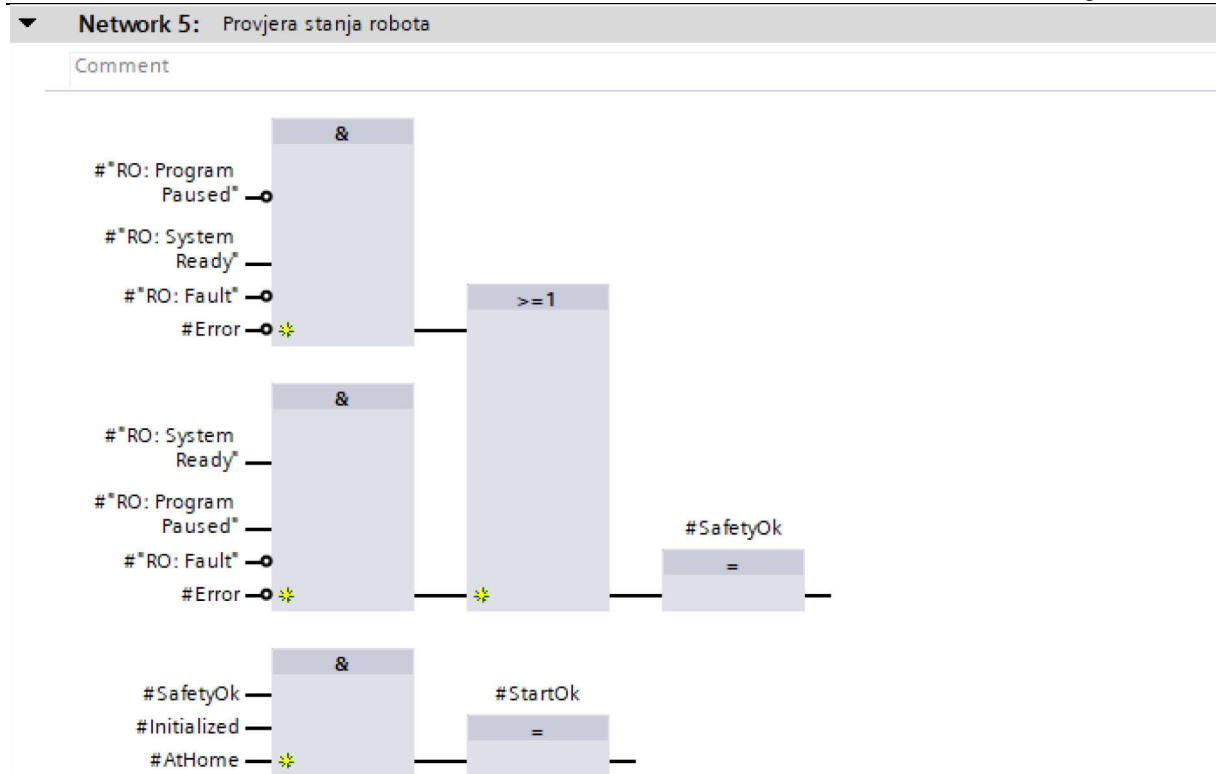 Network 5: Provjera stanja robota
Comment
&
#"RO: Program
Paused"
#"RO: System
Ready"
#"RO: Fault"
#Error
>=1
&
#"RO: System
Ready"
#"RO: Program
Paused"
#"RO: Fault"
#Error
#SafetyOk
=
&
#SafetyOk
#Initialized
#AtHome
#StartOk
=